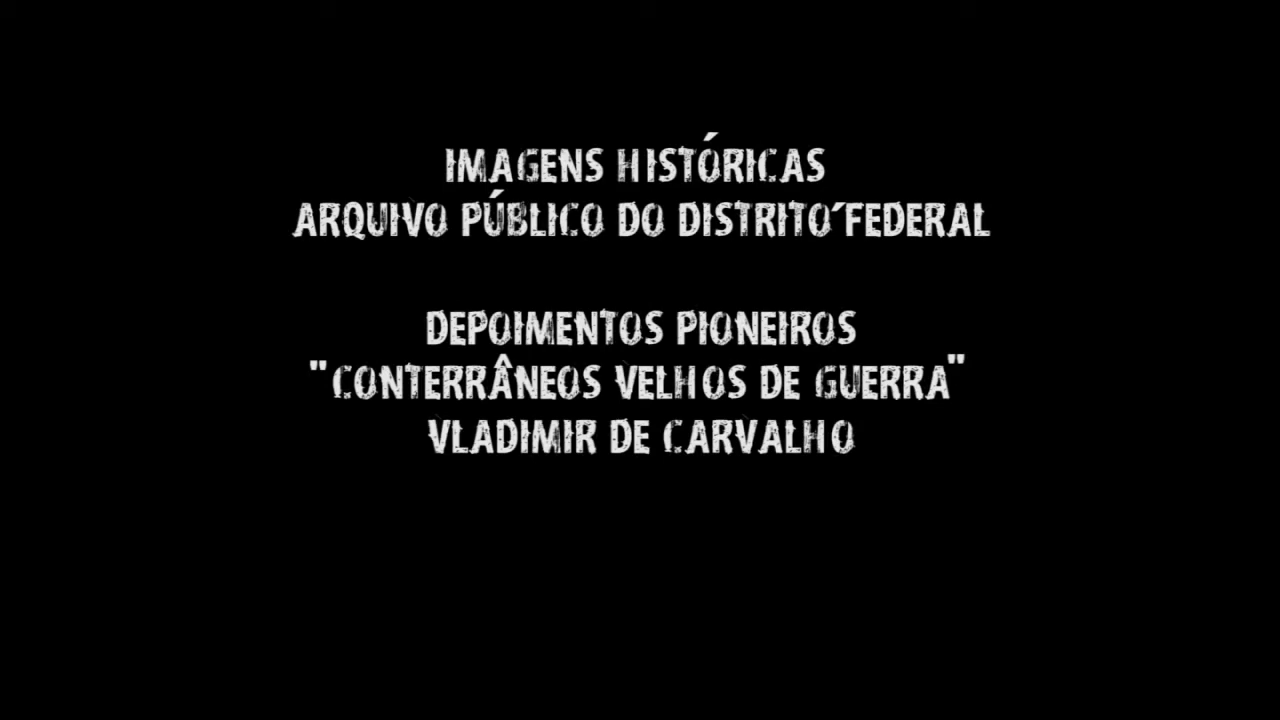 IMAGENS HISTÓRICAS
ARQUIVO PÚBLICO DO DISTRITO´FEDERAL
DEPOIMENTOS PIONEIROS
"CONTERRÂNEOS VELHOS DE GUERRA"
VLADIMIR DE CARVALHO